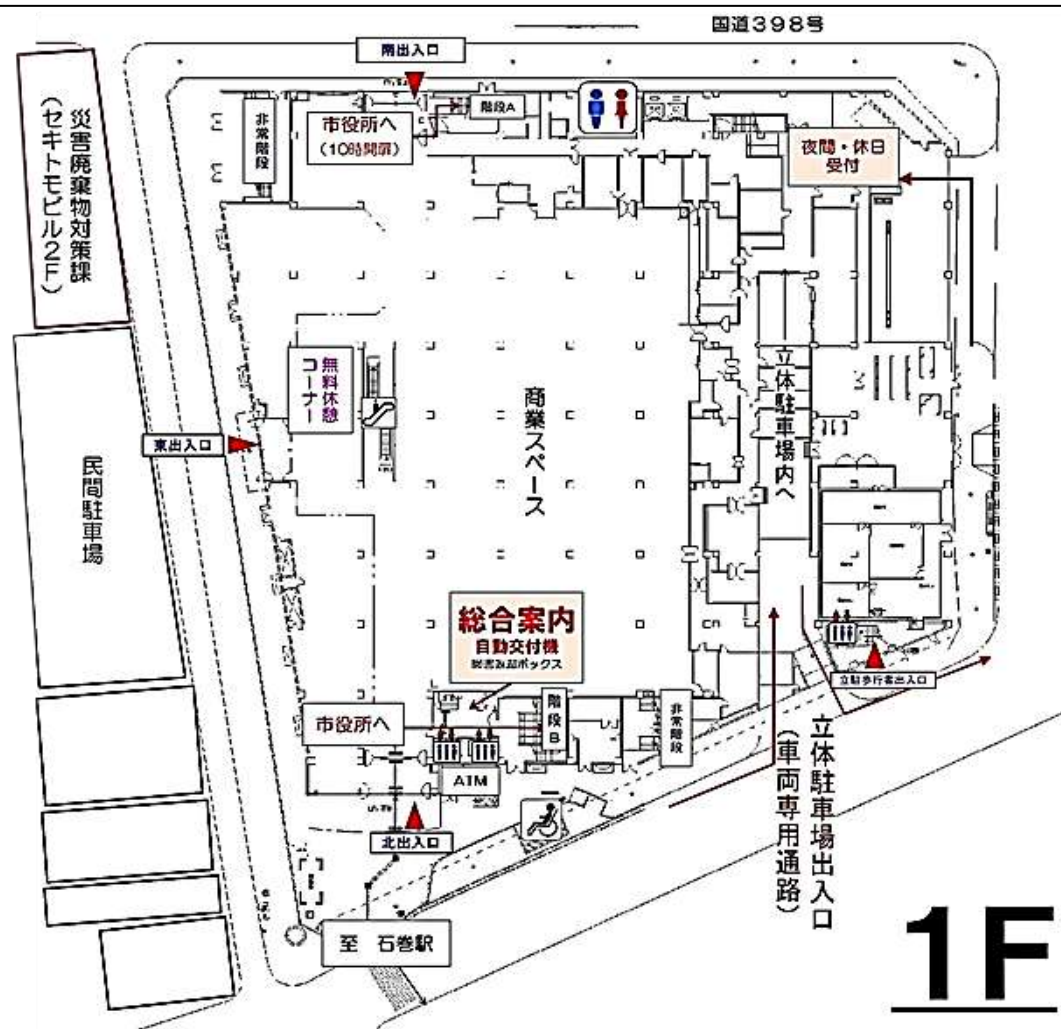 国道398号
南出入口
階段A
市役所へ
(10時開扉)
非常階段
夜間・休日
受付
災害廃棄物対策課
(セキトモビル2F)
無料休憩
コーナー
東出入口
商業スペース
立体駐車場内へ
民間駐車場
総合案内
自動交付機
立駐歩行者出入口
市役所へ
階段B
非常階段
ATM
北出入口
立体駐車場出入口
(車両専用通路)
至 石巻駅
1F